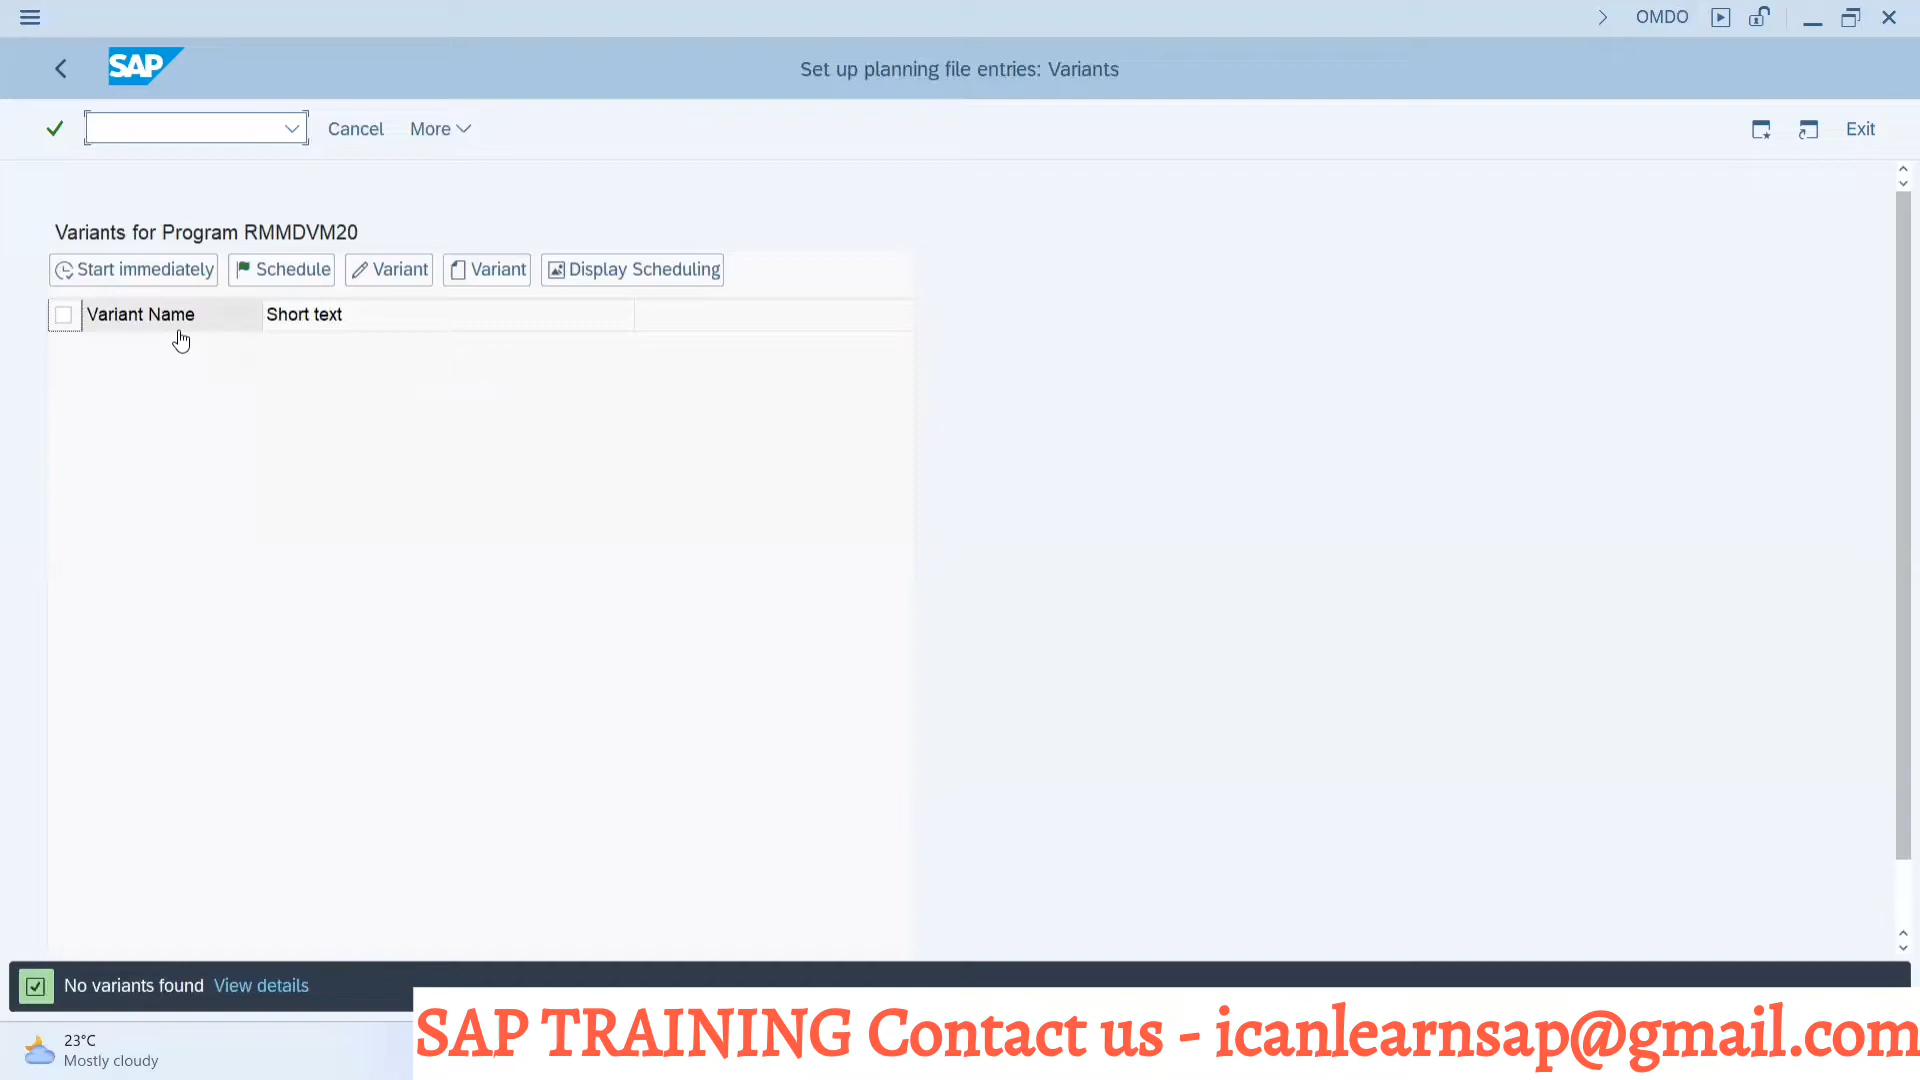 OMDO
SAP
Set up planning file entries: Variants
Cancel
More
Exit
Variants for Program RMMDVM20
Start immediately
Schedule
Variant
Variant
Display Scheduling
Variant Name
Short text
No variants found View details
23°C
Mostly cloudy
SAP TRAINING Contact us - icanlearnsap@gmail.com